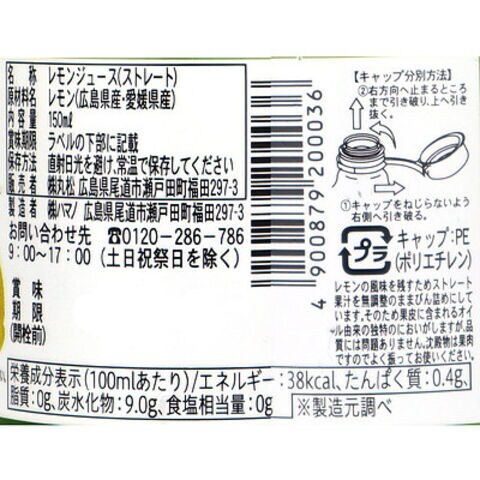 名 称 レモンジュース(ストレート)
原材料名 レモン(広島県産・愛媛県産)
内容量 150㎖
賞味期限 ラベルの下部に記載
保存方法 直射日光を避け、常温で保存してください
販売者 ㈱丸松 広島県尾道市瀬戸田町福田297-3
製造者 ㈱ハマノ 広島県尾道市瀬戸田町福田297-3
お問い合わせ先 ☎0120-286-786
9:00~17:00(土日祝祭日を除く)
賞味
期限
(開栓前)
4900879200036
【キャップ分別方法】
②右方向へ止まるところ
まで引き破り、上へ引き
抜く。
①キャップをねじらないよう
右側へ引き破る。
プラ
キャップ:PE
(ポリエチレン)
レモンの風味を残すためストレート
果汁を無調整のままびん詰めにして
います。そのため果皮に含まれるオイ
ル由来の独特のにおいがしますが、品
質には問題ありません。沈殿物は果肉
ですのでよく振ってご利用ください。
栄養成分表示(100mlあたり)/エネルギー:38kcal、たんぱく質:0.4g、
脂質:0g、炭水化物:9.0g、食塩相当量:0g
※製造元調べ